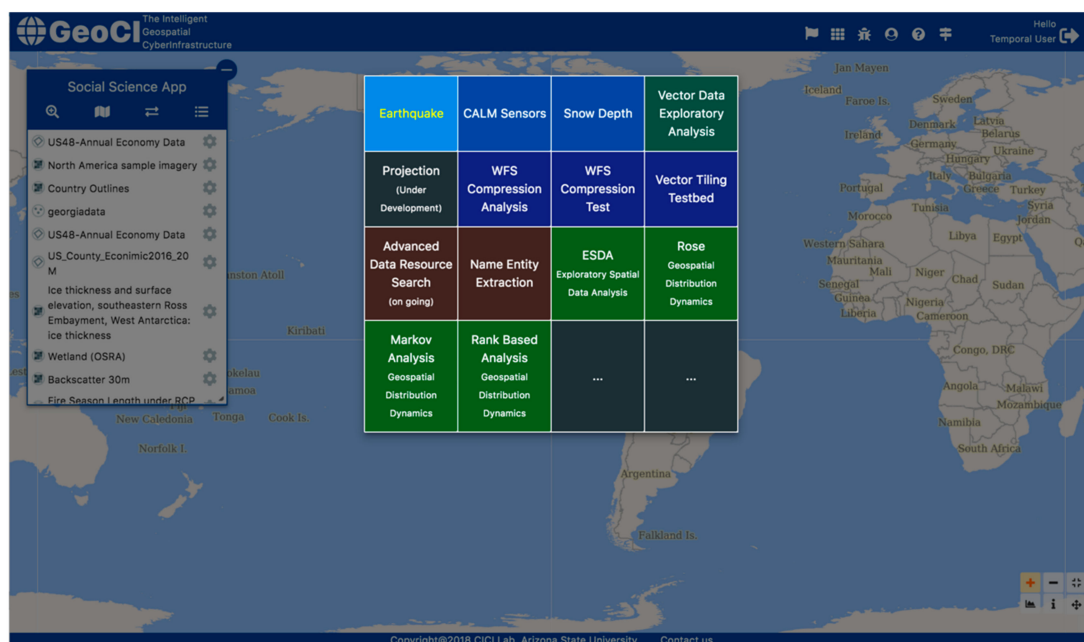 GeoCI
The Intelligent
Geospatial
Cyberinfrastructure
Hello
Temporal User
Social Science App
US48-Annual Economy Data
North America sample imagery
Country Outlines
georgiadata
US48-Annual Economy Data
US_County_Econimic2016_20
M
Ice thickness and surface
elevation, southeastern Ross
Embayment, West Antarctica:
ice thickness
Wetland (OSRA)
Backscatter 30m
Fire Season Length under RCP
Earthquake
CALM Sensors
Snow Depth
Vector Data
Exploratory
Analysis
Projection
(Under
Development)
WFS
Compression
Analysis
WFS
Compression
Test
Vector Tiling
Testbed
Advanced
Data Resource
Search
(on going)
Name Entity
Extraction
ESDA
Exploratory Spatial
Data Analysis
Rose
Geospatial
Distribution
Dynamics
Markov
Analysis
Geospatial
Distribution
Dynamics
Rank Based
Analysis
Geospatial
Distribution
Dynamics
...
...
Jan Mayen
Iceland
Faroe Is.
Sweden
Denmark
Latvia
Belarus
Ireland
Germany
Ukraine
Hungary
Italy
Bulgaria
Portugal
Greece
Turkey
Tunisia
Syria
Morocco
Jordan
Western Sahara
Libya
Egypt
Mauritania
Mali
Niger
Chad
Sudan
Senegal
Guinea
Nigeria
Liberia
Cameroon
Congo, DRC
Angola
Malawi
Mozambique
Namibia
South Africa
Argentina
Falkland Is.
Kiribati
Tonga
Cook Is.
New Caledonia
Norfolk I.
Copyright@2018 CICI Lab, Arizona State University
Contact us